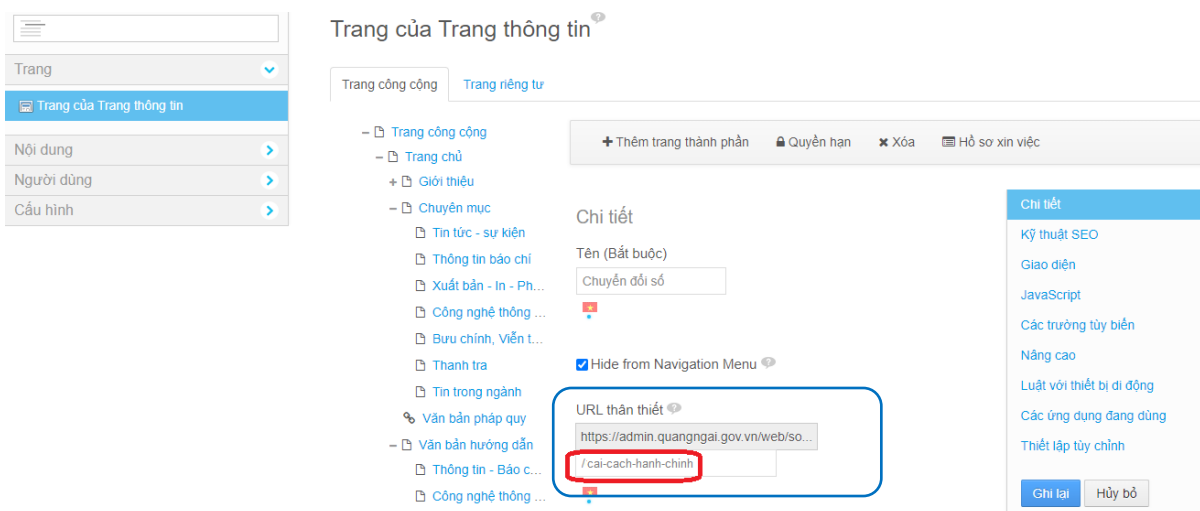 Trang của Trang thông tin
Trang
Trang của Trang thông tin
Nội dung
Người dùng
Cấu hình
Trang công cộng
Trang riêng tư
Trang công cộng
Trang chủ
Giới thiệu
Chuyên mục
Tin tức - sự kiện
Thông tin báo chí
Xuất bản - In - Ph...
Công nghệ thông ...
Bưu chính, Viễn t...
Thanh tra
Tin trong ngành
Văn bản pháp quy
Văn bản hướng dẫn
Thông tin - Báo c...
Công nghệ thông ...
Thêm trang thành phần
Quyền hạn
Xóa
Hồ sơ xin việc
Chi tiết
Tên (Bắt buộc)
Chuyển đổi số
Hide from Navigation Menu
URL thân thiết
https://admin.quangngai.gov.vn/web/so...
/cai-cach-hanh-chinh
Chi tiết
Kỹ thuật SEO
Giao diện
JavaScript
Các trường tùy biến
Nâng cao
Luật với thiết bị di động
Các ứng dụng đang dùng
Thiết lập tùy chỉnh
Ghi lại
Hủy bỏ